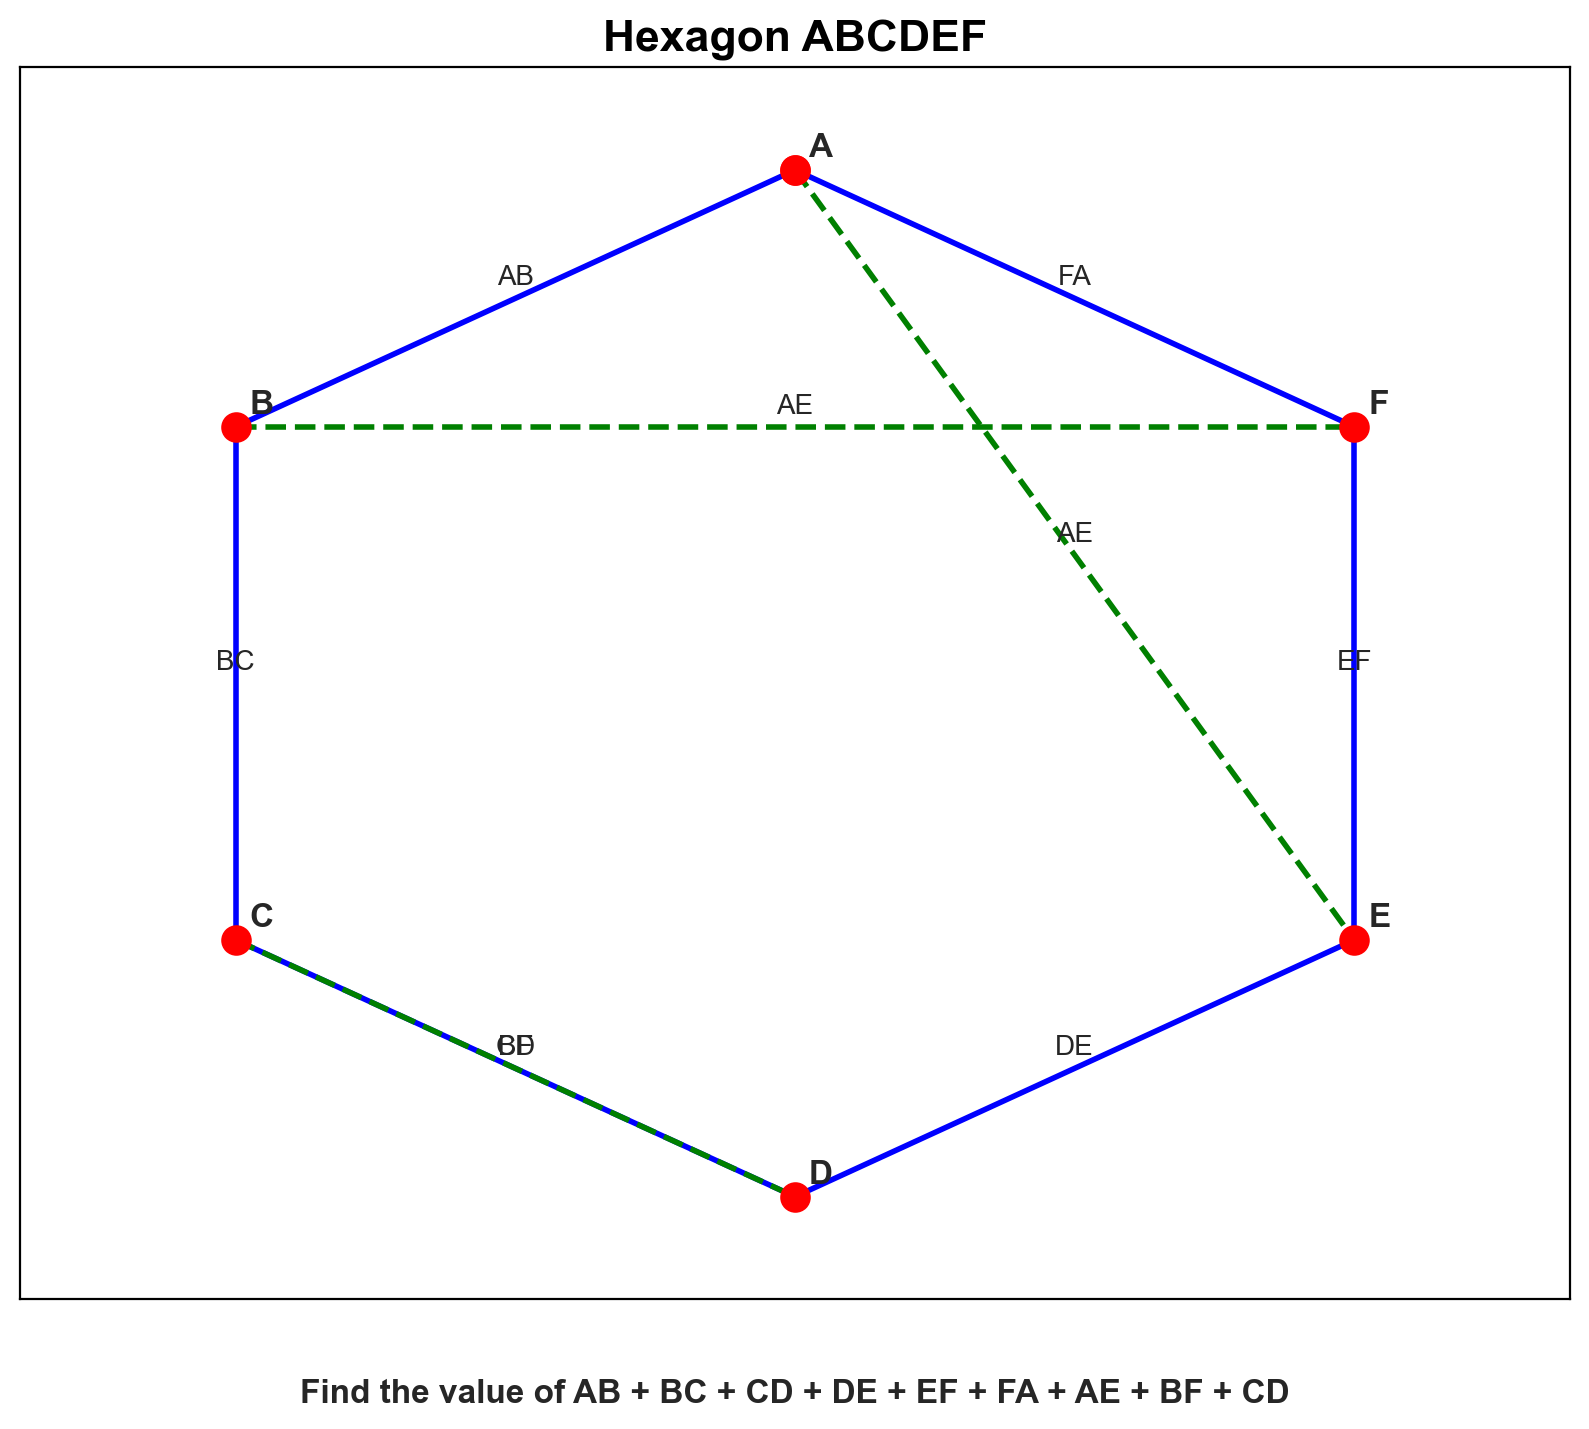 Hexagon ABCDEF
A
AB
FA
B
AE
F
AE
BC
EF
C
E
DE
D
Find the value of AB + BC + CD + DE + EF + FA + AE + BF + CD